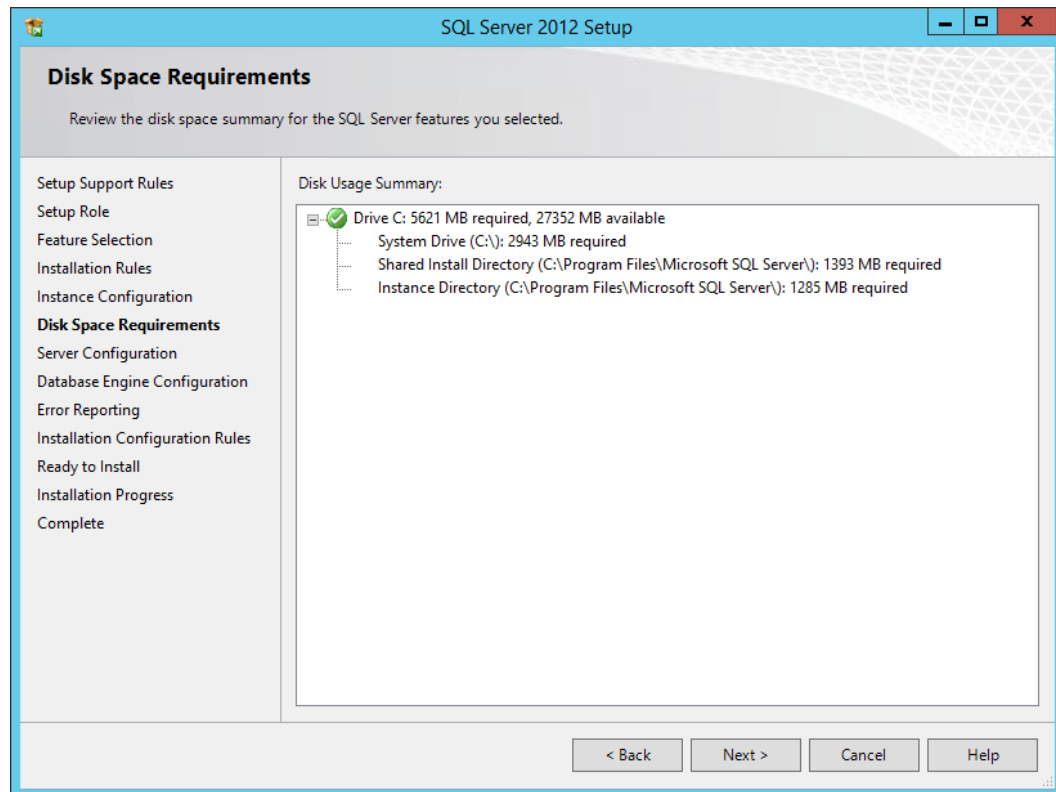 SQL Server 2012 Setup
Disk Space Requirements
Review the disk space summary for the SQL Server features you selected.
Setup Support Rules
Setup Role
Feature Selection
Installation Rules
Instance Configuration
Disk Space Requirements
Server Configuration
Database Engine Configuration
Error Reporting
Installation Configuration Rules
Ready to Install
Installation Progress
Complete
Disk Usage Summary:
Drive C: 5621 MB required, 27352 MB available
System Drive (C:\): 2943 MB required
Shared Install Directory (C:\Program Files\Microsoft SQL Server\): 1393 MB required
Instance Directory (C:\Program Files\Microsoft SQL Server\): 1285 MB required
< Back
Next >
Cancel
Help